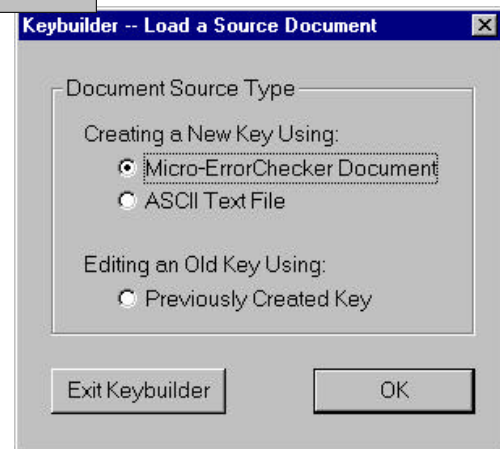 Keybuilder -- Load a Source Document
Document Source Type
Creating a New Key Using:
Micro-ErrorChecker Document
ASCII Text File
Editing an Old Key Using:
Previously Created Key
Exit Keybuilder OK